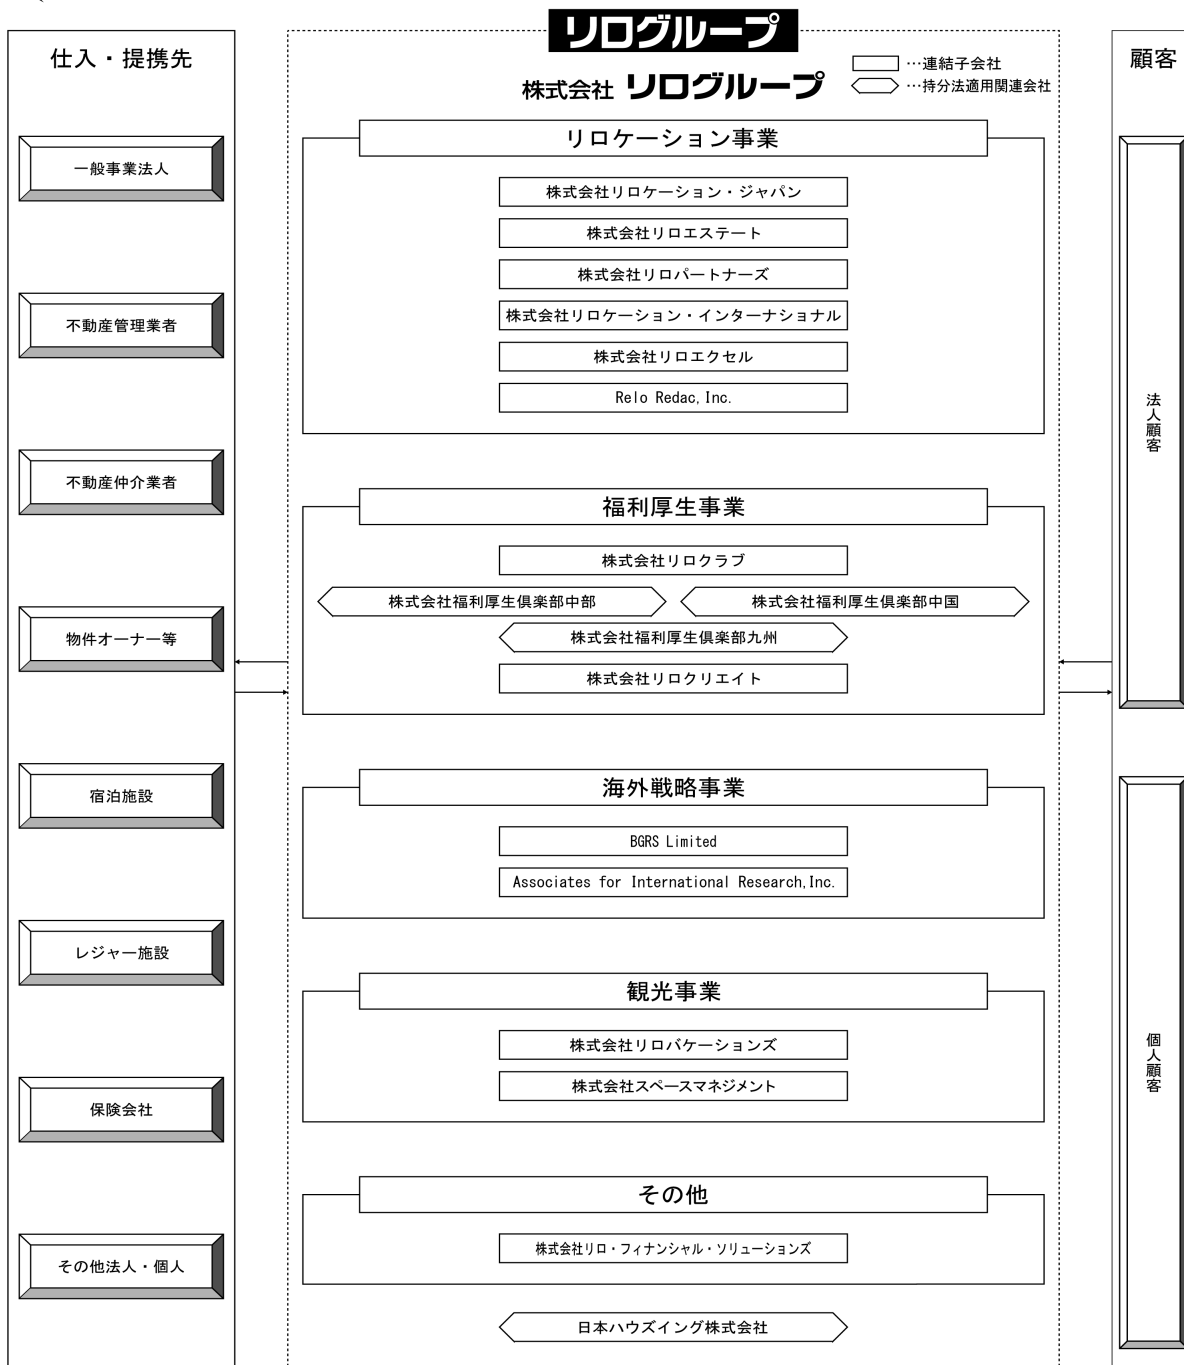 リログループ
株式会社 リログループ
…連結子会社
…持分法適用関連会社
仕入・提携先
一般事業法人
不動産管理業者
不動産仲介業者
物件オーナー等
宿泊施設
レジャー施設
保険会社
その他法人・個人
リロケーション事業
株式会社リロケーション・ジャパン
株式会社リロエステート
株式会社リロパートナーズ
株式会社リロケーション・インターナショナル
株式会社リロエクセル
Relo Redac, Inc.
福利厚生事業
株式会社リロクラブ
株式会社福利厚生倶楽部中部
株式会社福利厚生倶楽部中国
株式会社福利厚生倶楽部九州
株式会社リロクリエイト
海外戦略事業
BGRS Limited
Associates for International Research, Inc.
観光事業
株式会社リロバケーションズ
株式会社スペースマネジメント
その他
株式会社リロ・フィナンシャル・ソリューションズ
日本ハウズイング株式会社
顧客
法人顧客
個人顧客